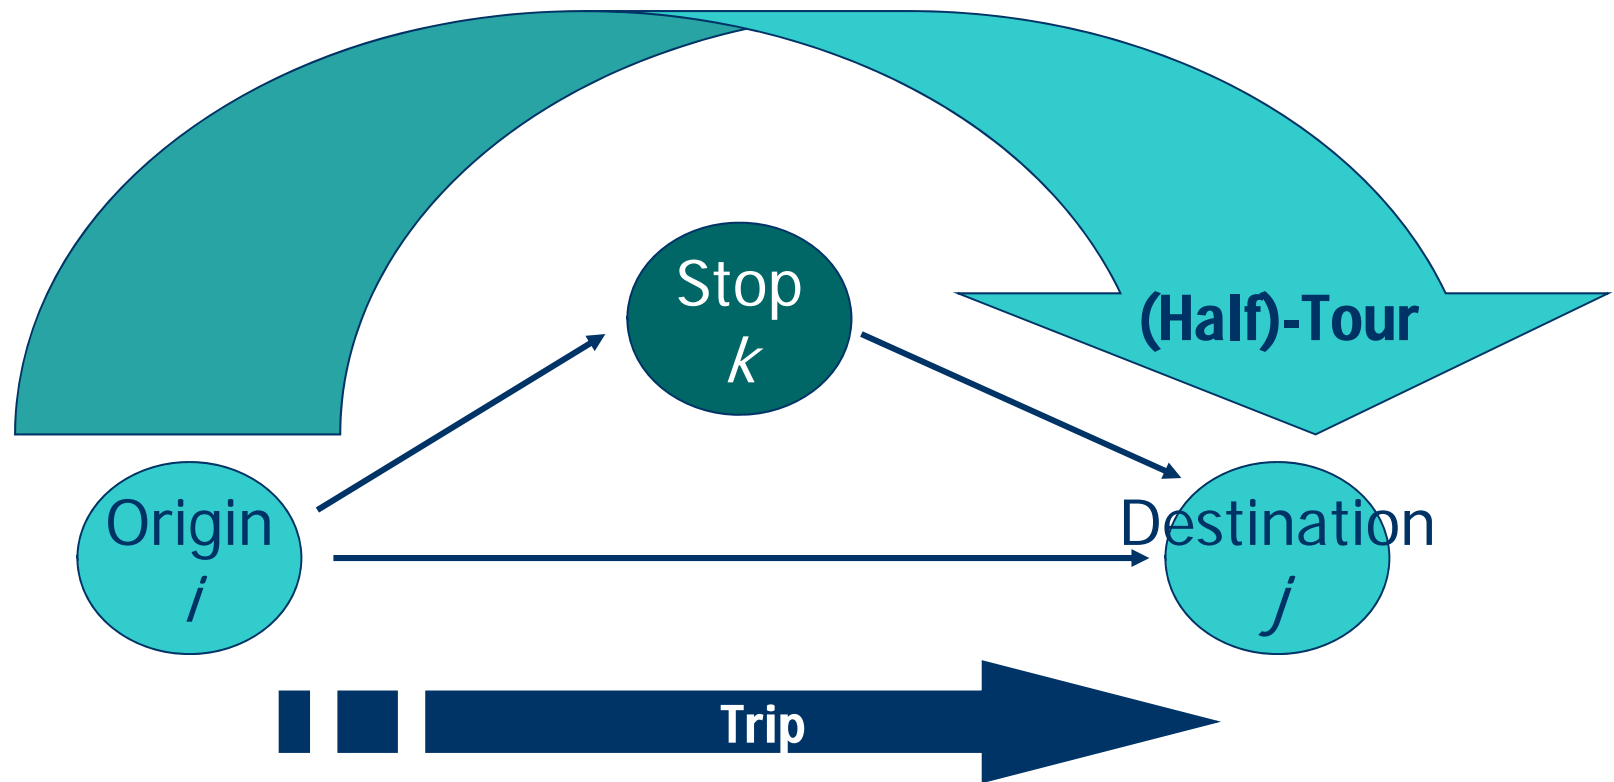 Stop
k
(Half)-Tour
Origin
i
Destination
j
Trip